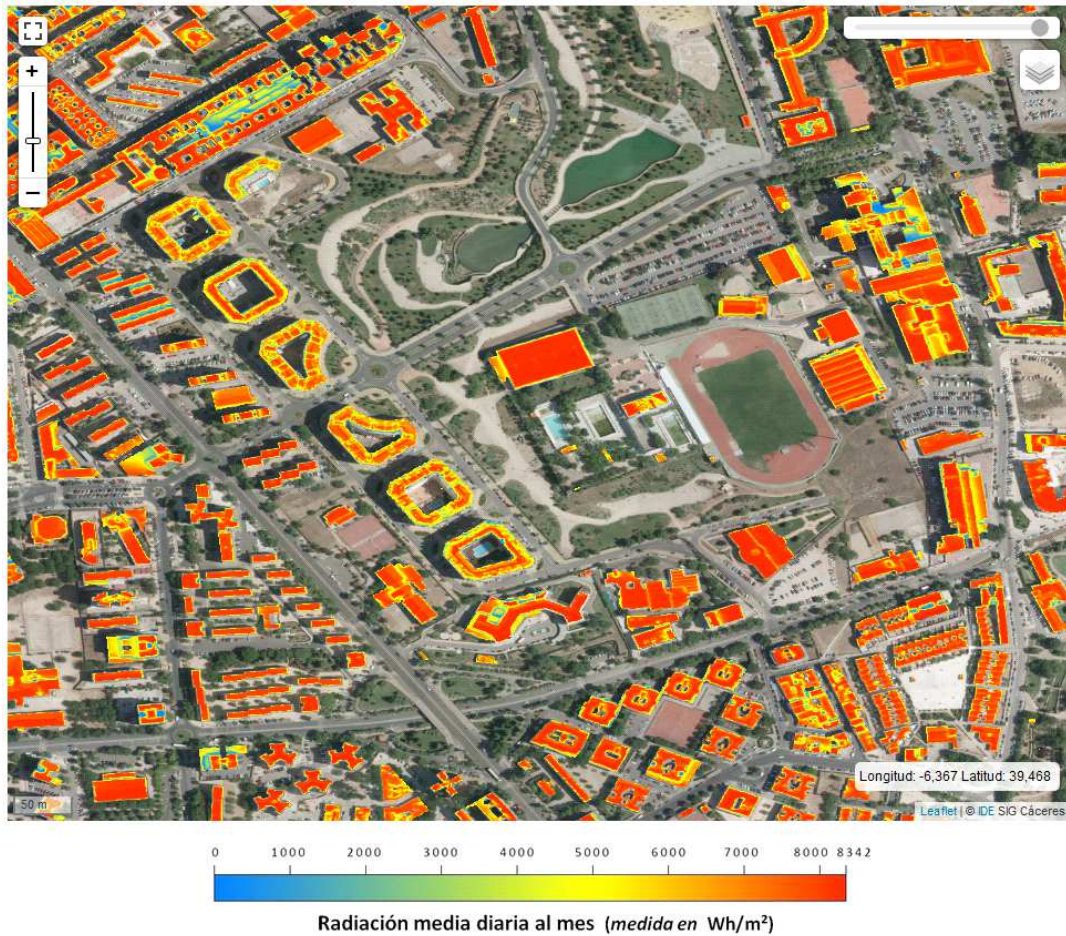 +
−
Longitud: -6,367 Latitud: 39,468
50 m
Leaflet | © IDE SIG Cáceres
0 1000 2000 3000 4000 5000 6000 7000 8000 8342
Radiación media diaria al mes (medida en Wh/m²)